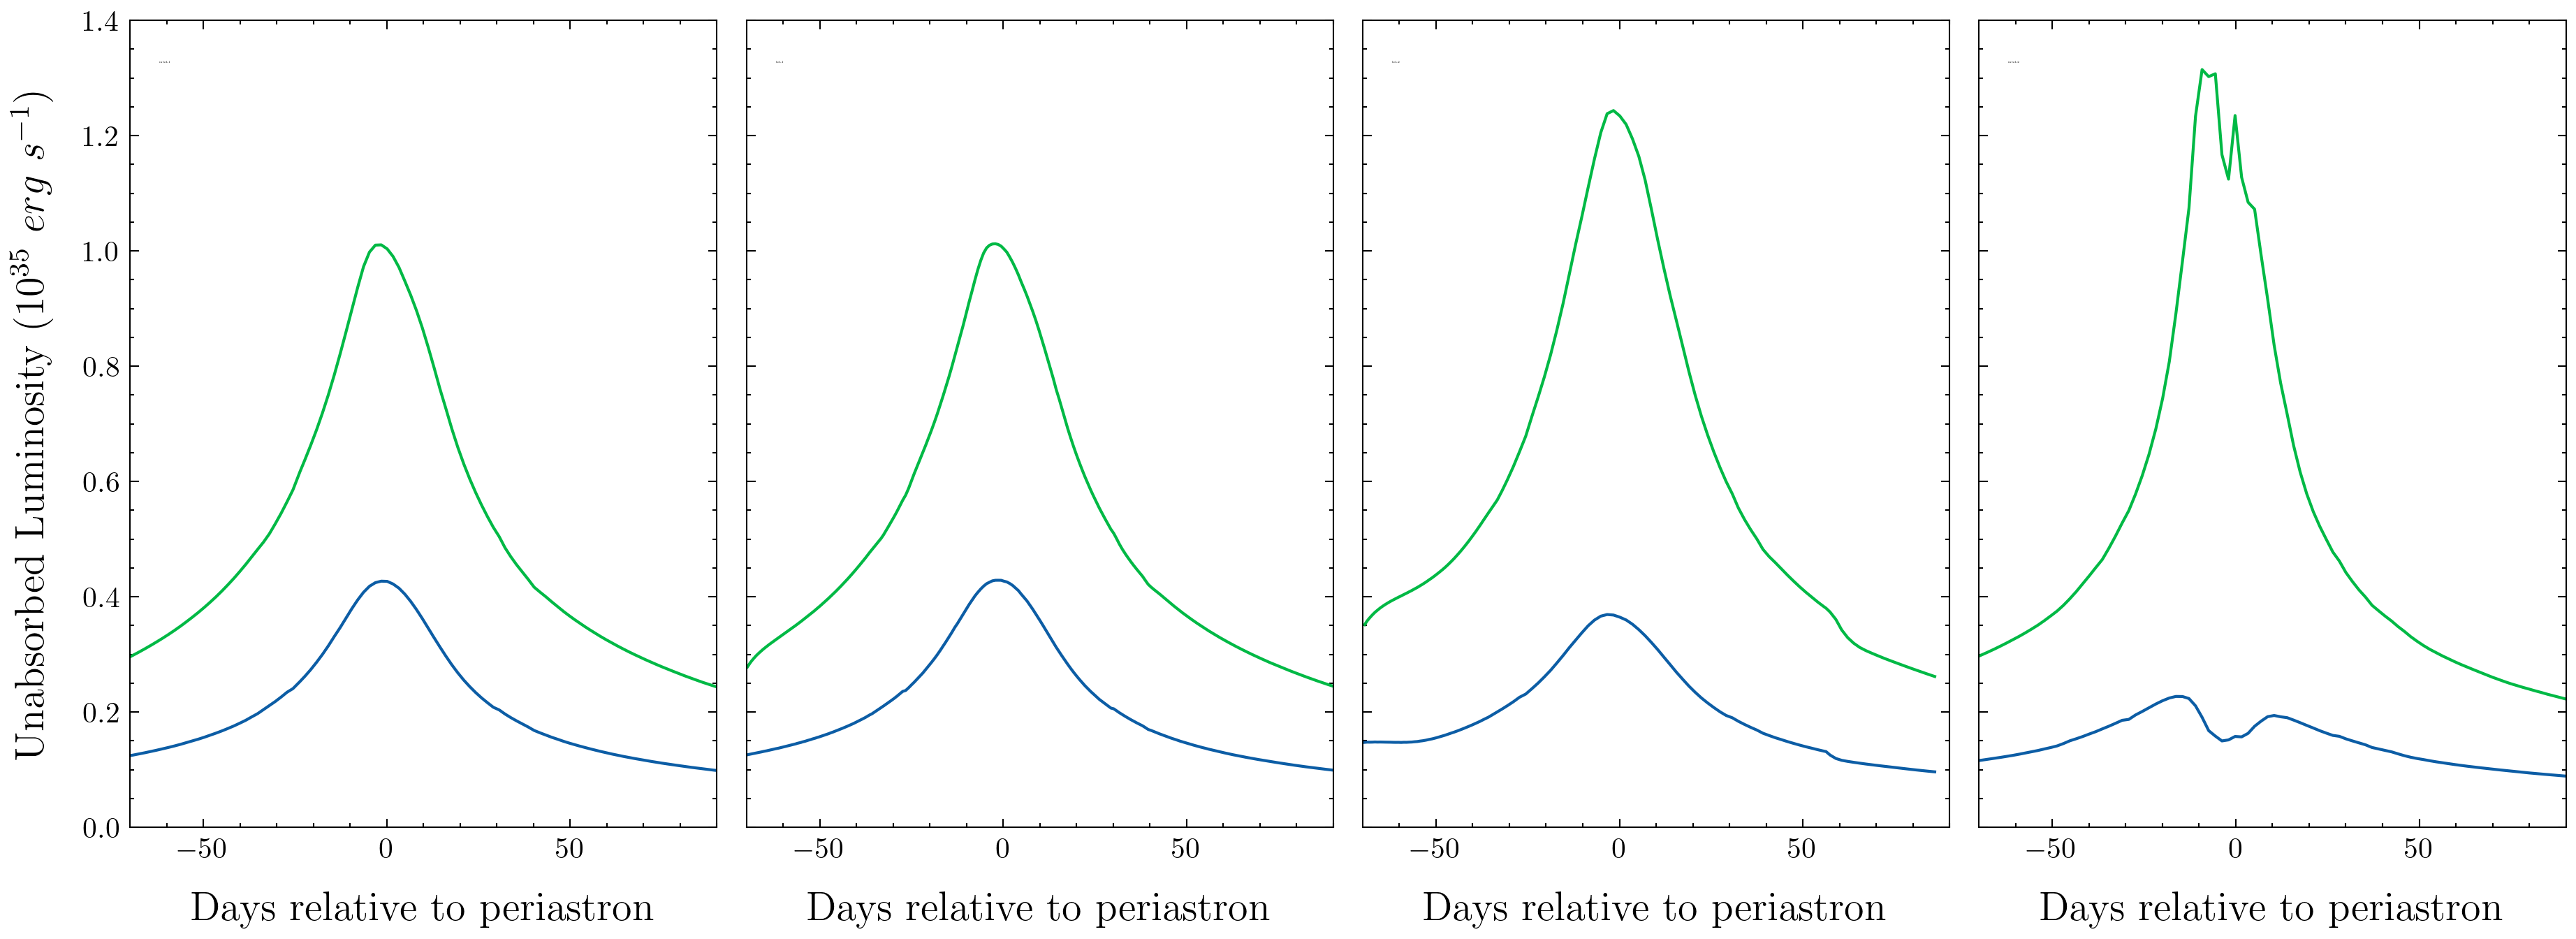 1.4
1.2
1.0
0.8
0.6
0.4
0.2
0.0
Unabsorbed Luminosity (10³⁵ erg s⁻¹)
−50 0 50
−50 0 50
−50 0 50
−50 0 50
Days relative to periastron
Days relative to periastron
Days relative to periastron
Days relative to periastron